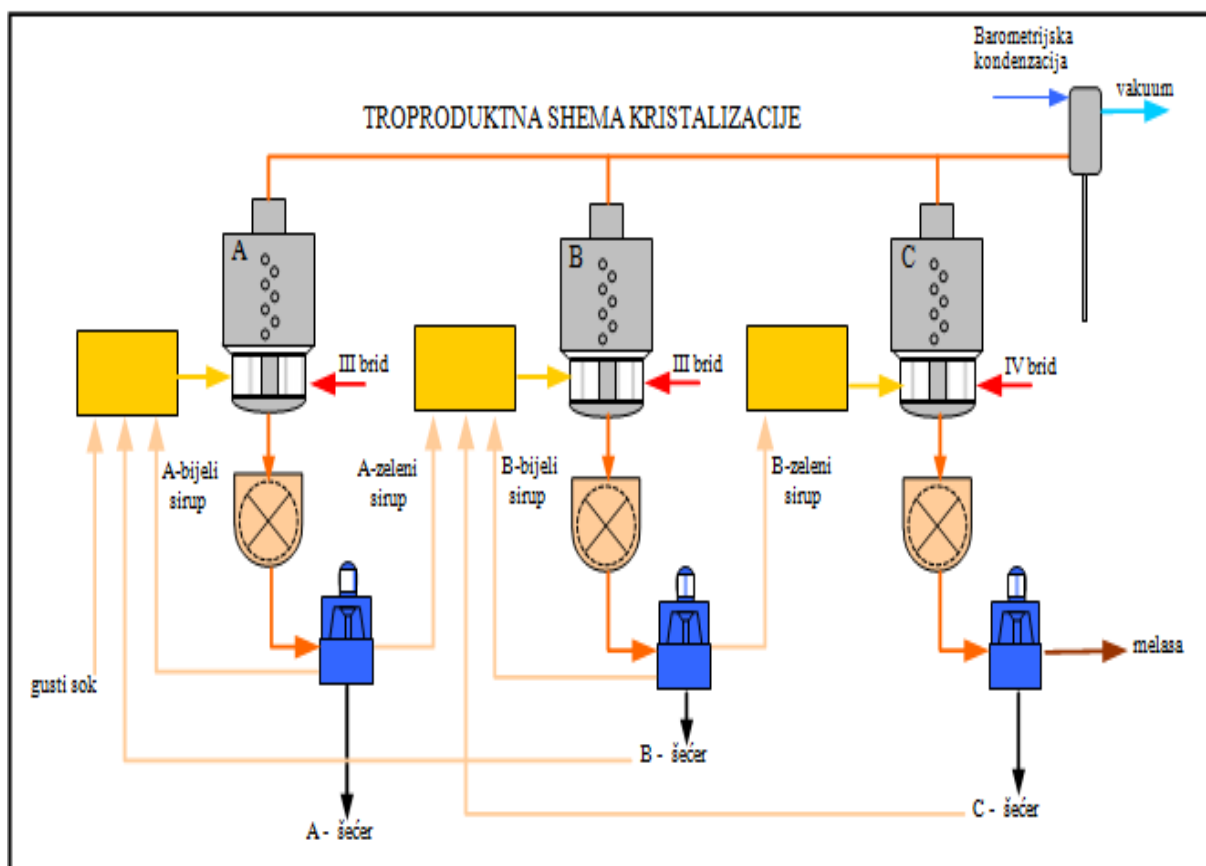 Barometrijska
kondenzacija
vakuum
TROPRODUKTNA SHEMA KRISTALIZACIJE
A
B
C
III brid
III brid
IV brid
A-bijeli
sirup
A-zeleni
sirup
B-bijeli
sirup
B-zeleni
sirup
gusti sok
melasa
B - šećer
C - šećer
A - šećer